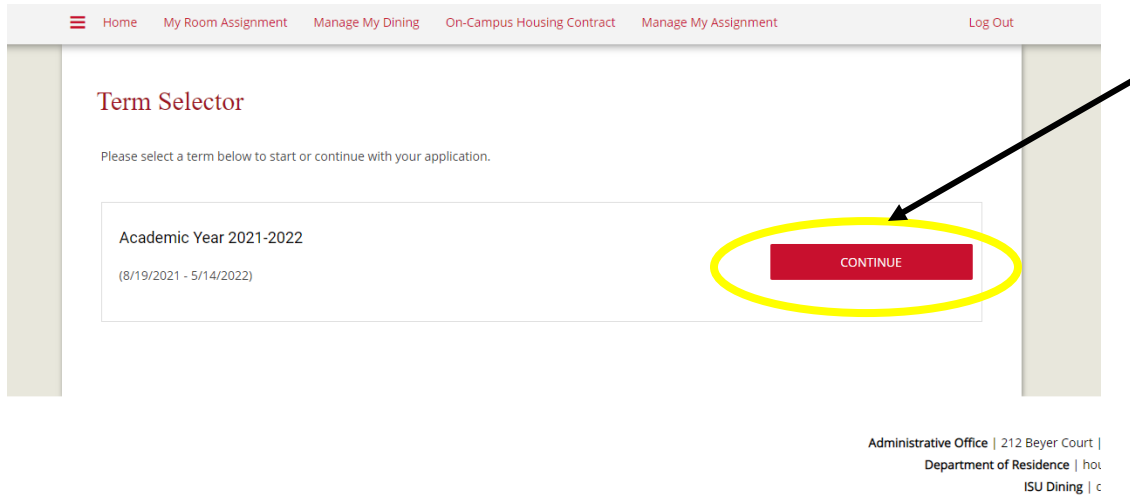 Home My Room Assignment Manage My Dining On-Campus Housing Contract Manage My Assignment Log Out
Term Selector
Please select a term below to start or continue with your application.
Academic Year 2021-2022
(8/19/2021 - 5/14/2022)
CONTINUE
Administrative Office | 212 Beyer Court |
Department of Residence |
ISU Dining |